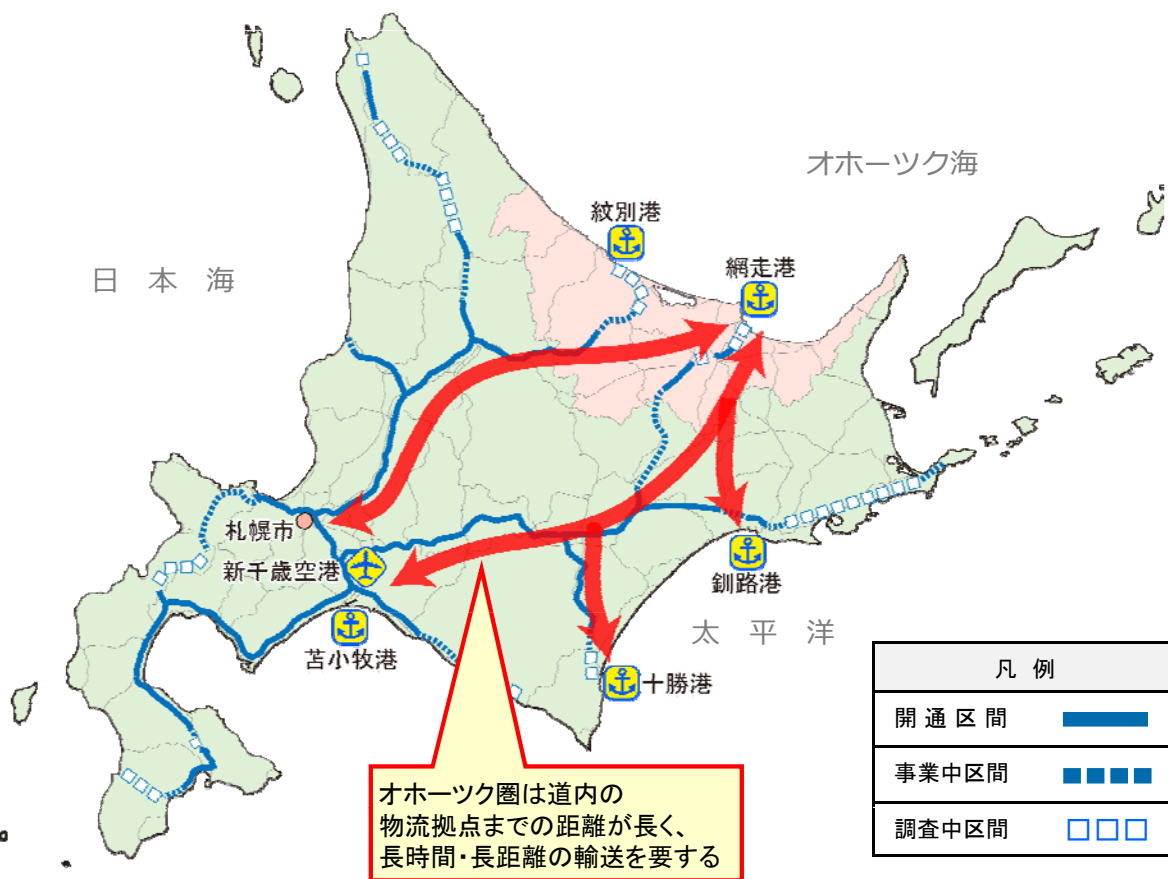 オホーツク海
紋別港
日本海
網走港
札幌市
新千歳空港
釧路港
太平洋
苫小牧港
十勝港
オホーツク圏は道内の
物流拠点までの距離が長く、
長時間・長距離の輸送を要する
凡例
開通区間
事業中区間
調査中区間